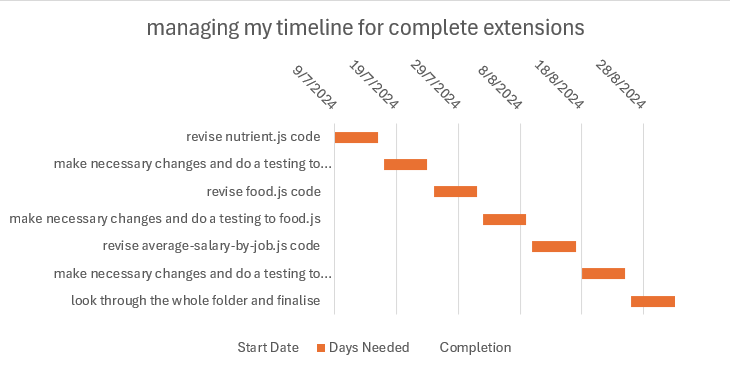 managing my timeline for complete extensions
9/7/2024
19/7/2024
29/7/2024
8/8/2024
18/8/2024
28/8/2024
revise nutrient.js code
make necessary changes and do a testing to...
revise food.js code
make necessary changes and do a testing to food.js
revise average-salary-by-job.js code
make necessary changes and do a testing to...
look through the whole folder and finalise
Start Date
Days Needed
Completion